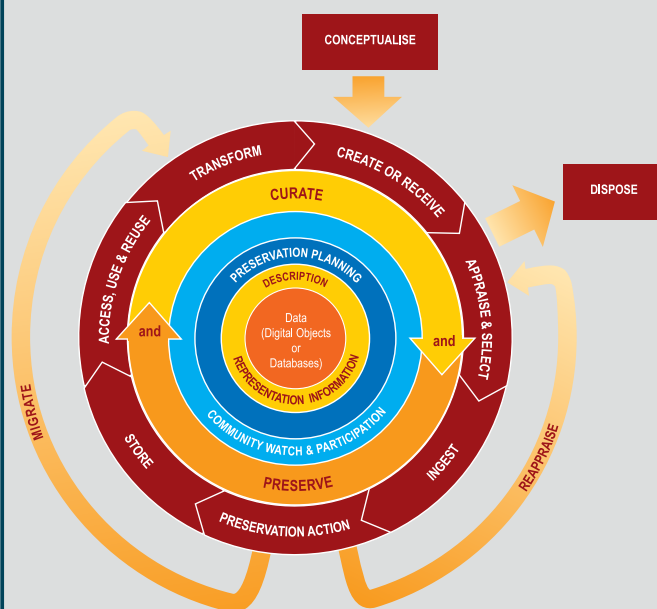 CONCEPTUALISE
DISPOSE
TRANSFORM
CREATE OR RECEIVE
APPRAISE & SELECT
INGEST
PRESERVATION ACTION
STORE
ACCESS, USE & REUSE
CURATE
and
PRESERVE
and
COMMUNITY WATCH & PARTICIPATION
PRESERVATION PLANNING
DESCRIPTION
REPRESENTATION INFORMATION
Data
(Digital Objects
or
Databases)
MIGRATE
REAPPRAISE